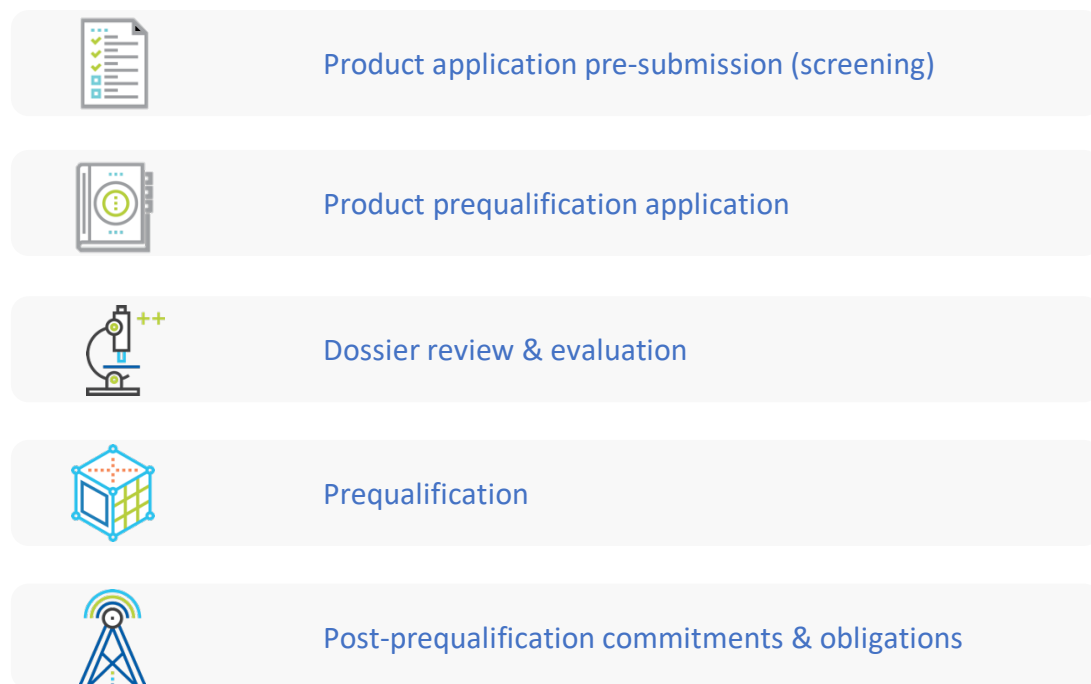 Product application pre-submission (screening)
Product prequalification application
++
Dossier review & evaluation
Prequalification
Post-prequalification commitments & obligations